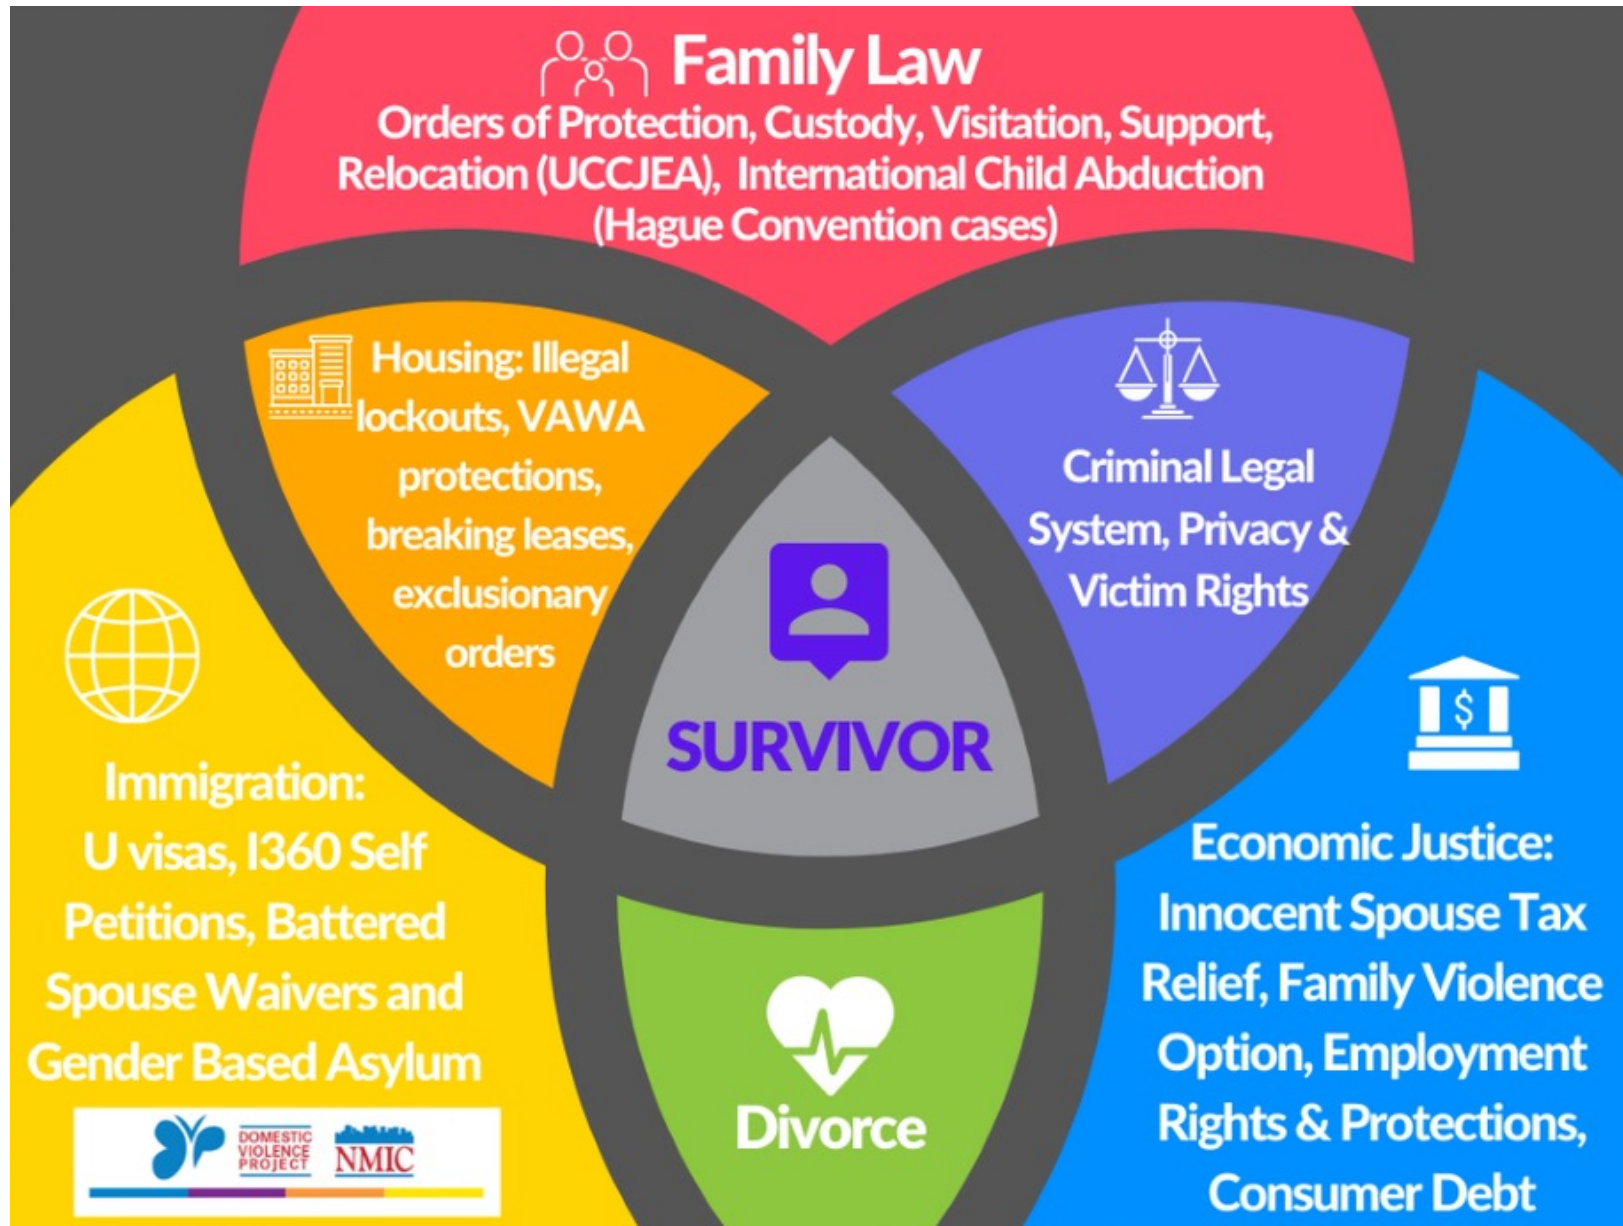 Family Law
Orders of Protection, Custody, Visitation, Support,
Relocation (UCCJEA), International Child Abduction
(Hague Convention cases)
Housing: Illegal
lockouts, VAWA
protections,
breaking leases,
exclusionary
orders
Criminal Legal
System, Privacy &
Victim Rights
SURVIVOR
Immigration:
U visas, I360 Self
Petitions, Battered
Spouse Waivers and
Gender Based Asylum
$
Economic Justice:
Innocent Spouse Tax
Relief, Family Violence
Option, Employment
Rights & Protections,
Consumer Debt
Divorce
DOMESTIC
VIOLENCE
PROJECT
NMIC